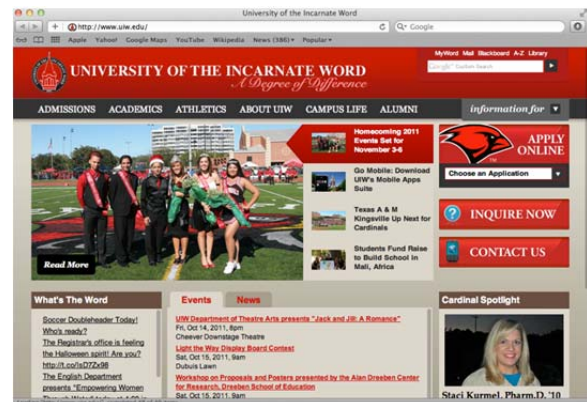 University of the Incarnate Word
http://www.uiw.edu/
Google
Apple Yahoo! Google Maps YouTube Wikipedia News (386) Popular
MyWord Mail Blackboard A-Z Library
UNIVERSITY OF THE INCARNATE WORD
A Degree of Difference
ADMISSIONS ACADEMICS ATHLETICS ABOUT UIW CAMPUS LIFE ALUMNI
information for
Homecoming 2011
Events Set for
November 3-6
Go Mobile: Download
UIW's Mobile Apps
Suite
Texas A & M
Kingsville Up Next for
Cardinals
Students Fund Raise
to Build School in
Mali, Africa
Read More
APPLY
ONLINE
Choose an Application
INQUIRE NOW
CONTACT US
What's The Word
Soccer Doubleheader Today!
Who's ready?
The Registrar's office is feeling
the Halloween spirit! Are you?
http://t.co/jsD7Zx96
The English Department
presents "Empowering Women
Events News
UIW Department of Theatre Arts presents "Jack and Jill: A Romance"
Fri, Oct 14, 2011, 8pm
Cheever Downstage Theatre
Light the Way Display Board Contest
Sat, Oct 15, 2011, 9am
Dubuis Lawn
Workshop on Proposals and Posters presented by the Alan Dreeben Center
for Research, Dreeben School of Education
Sat, Oct 15, 2011, 9am
Cardinal Spotlight
Staci Kurmel, Pharm.D. '10